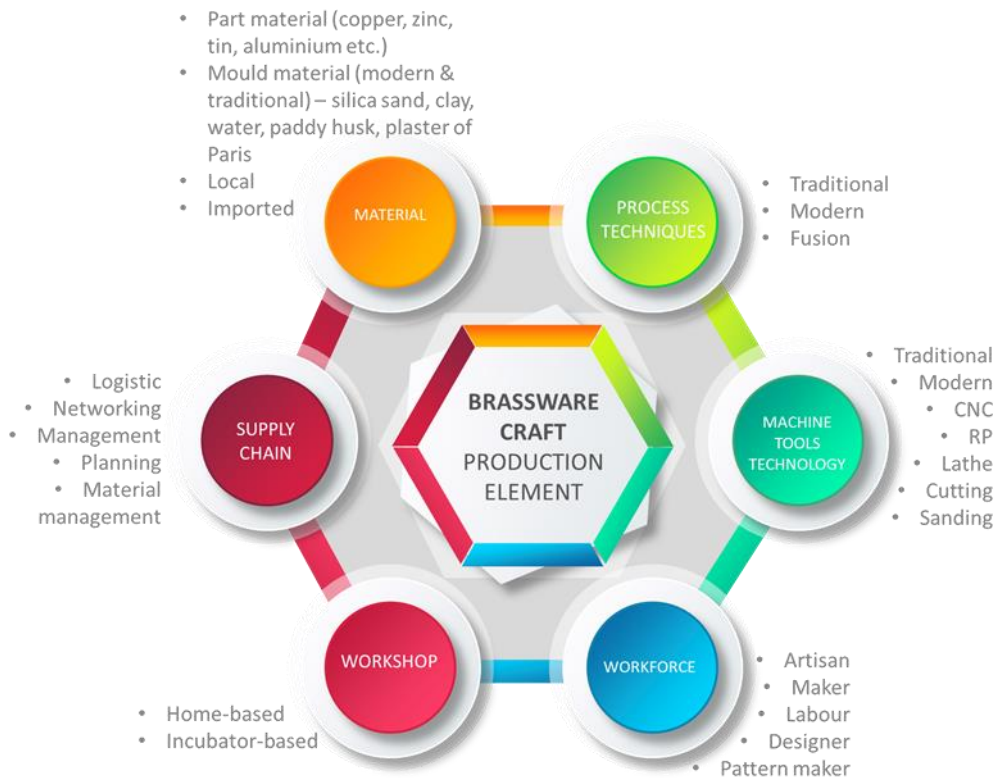 • Part material (copper, zinc,
tin, aluminium etc.)
• Mould material (modern &
traditional) – silica sand, clay,
water, paddy husk, plaster of
Paris
• Local
• Imported
MATERIAL
PROCESS
TECHNIQUES
• Traditional
• Modern
• Fusion
• Logistic
• Networking
• Management
• Planning
• Material
management
SUPPLY
CHAIN
BRASSWARE
CRAFT
PRODUCTION
ELEMENT
MACHINE
TOOLS
TECHNOLOGY
• Traditional
• Modern
• CNC
• RP
• Lathe
• Cutting
• Sanding
WORKSHOP
• Home-based
• Incubator-based
WORKFORCE
• Artisan
• Maker
• Labour
• Designer
• Pattern maker